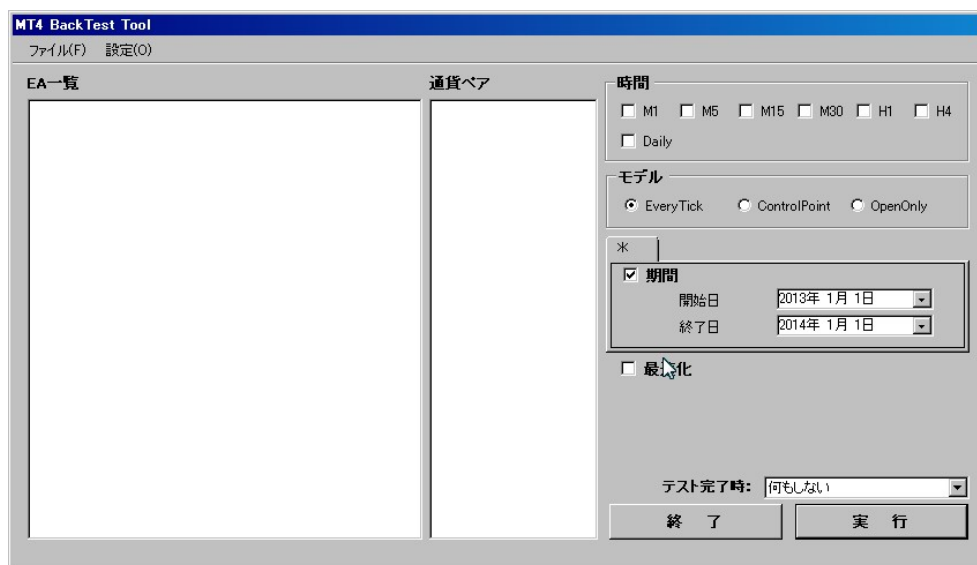 MT4 BackTest Tool
ファイル(F) 設定(O)
EA一覧
通貨ペア
時間
M1 M5 M15 M30 H1 H4
Daily
モデル
EveryTick ControlPoint OpenOnly
米
期間
開始日 2013年 1月 1日
終了日 2014年 1月 1日
最適化
テスト完了時: 何もしない
終 了 実 行